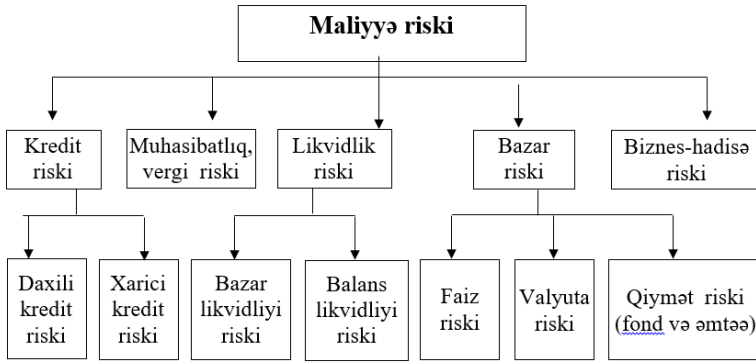 Maliyyə riski
Kredit
riski
Muhasibatlıq,
vergi riski
Likvidlik
riski
Bazar
riski
Biznes-hadisə
riski
Daxili
kredit
riski
Xarici
kredit
riski
Bazar
likvidliyi
riski
Balans
likvidliyi
riski
Faiz
riski
Valyuta
riski
Qiymət riski
(fond və əmtəə)